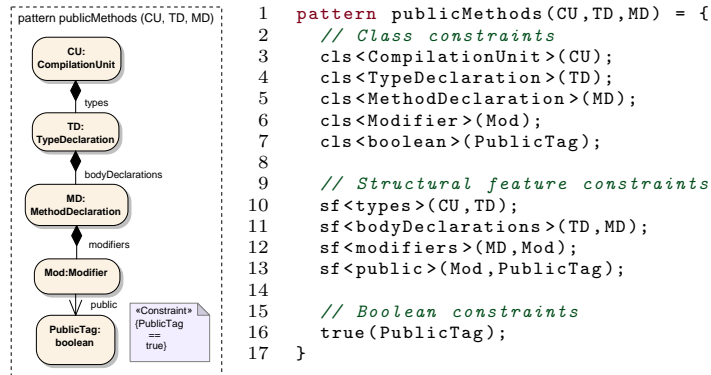 pattern publicMethods (CU, TD, MD)
CU:
CompilationUnit
types
TD:
TypeDeclaration
bodyDeclarations
MD:
MethodDeclaration
modifiers
Mod:Modifier
public
PublicTag:
boolean
«Constraint»
{PublicTag
==
true}
1 pattern publicMethods(CU,TD,MD) = {
2 // Class constraints
3 cls<CompilationUnit>(CU);
4 cls<TypeDeclaration>(TD);
5 cls<MethodDeclaration>(MD);
6 cls<Modifier>(Mod);
7 cls<boolean>(PublicTag);
8
9 // Structural feature constraints
10 sf<types>(CU,TD);
11 sf<bodyDeclarations>(TD,MD);
12 sf<modifiers>(MD,Mod);
13 sf<public>(Mod,PublicTag);
14
15 // Boolean constraints
16 true(PublicTag);
17 }